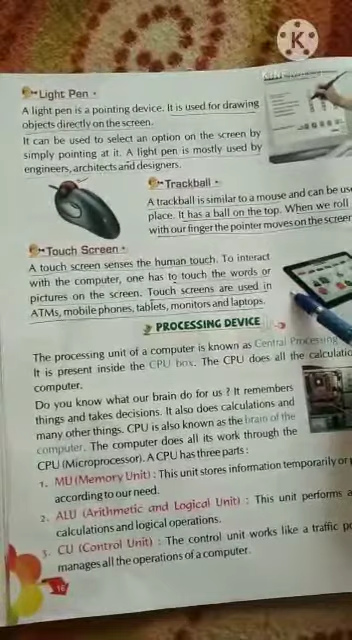 K
Light Pen
A light pen is a pointing device. It is used for drawing
objects directly on the screen.
It can be used to select an option on the screen by
simply pointing at it. A light pen is mostly used by
engineers, architects and designers.
Trackball
A trackball is similar to a mouse and can be
place. It has a ball on the top. When we roll
with our finger the pointer moves on the screen
Touch Screen
A touch screen senses the human touch. To interact
with the computer, one has to touch the words or
pictures on the screen. Touch screens are used in
ATMs, mobile phones, tablets, monitors and laptops.
PROCESSING DEVICE
The processing unit of a computer is known as Central Processing
It is present inside the CPU box. The CPU does all the
computer.
Do you know what our brain do for us ? It remembers
things and takes decisions. It also does calculations and
many other things. CPU is also known as the brain of the
computer. The computer does all its work through the
CPU (Microprocessor). A CPU has three parts :
1. MU (Memory Unit) : This unit stores information temporarily or
according to our need.
2. ALU (Arithmetic and Logical Unit) : This unit performs
calculations and logical operations.
3. CU (Control Unit) : The control unit works like a traffic
manages all the operations of a computer.
16